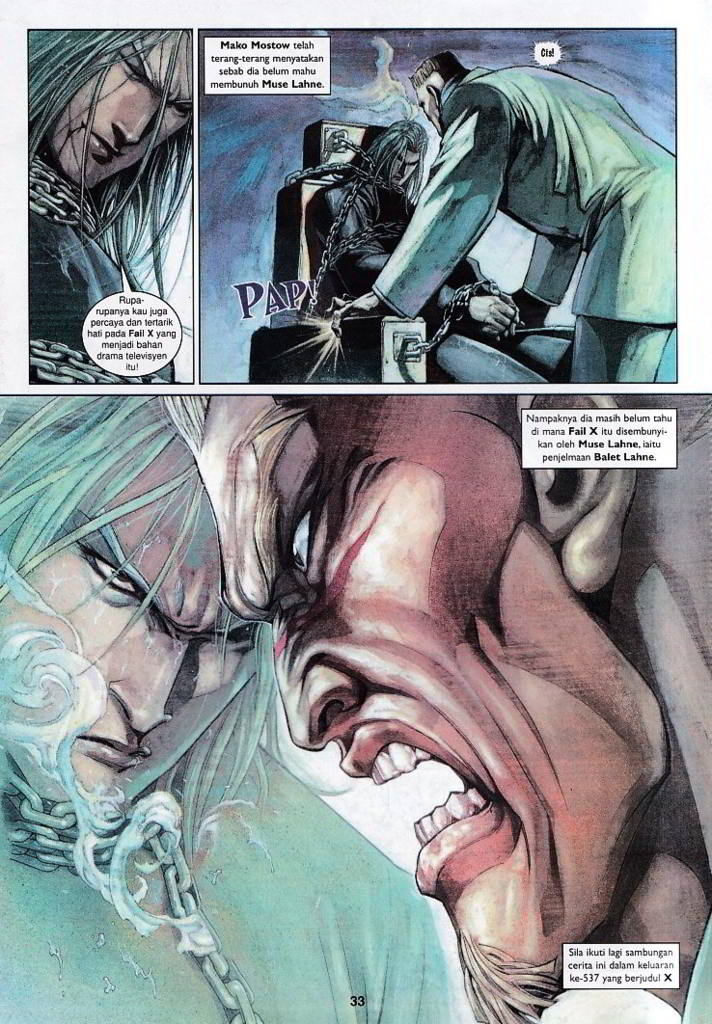 Rupa-
rupanya kau juga
percaya dan tertarik
hati pada Fail X yang
menjadi bahan
drama televisyen
itu!
Mako Mostow telah
terang-terang menyatakan
sebab dia belum mahu
membunuh Muse Lahne.
Cis!
PAP!
Nampaknya dia masih belum tahu
di mana Fail X itu disembunyi-
kan oleh Muse Lahne, iaitu
penjelmaan Balet Lahne.
Sila ikuti lagi sambungan
cerita ini dalam keluaran
ke-537 yang berjudul X
33